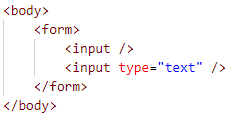 <body>
<form>
<input />
<input type="text" />
</form>
</body>